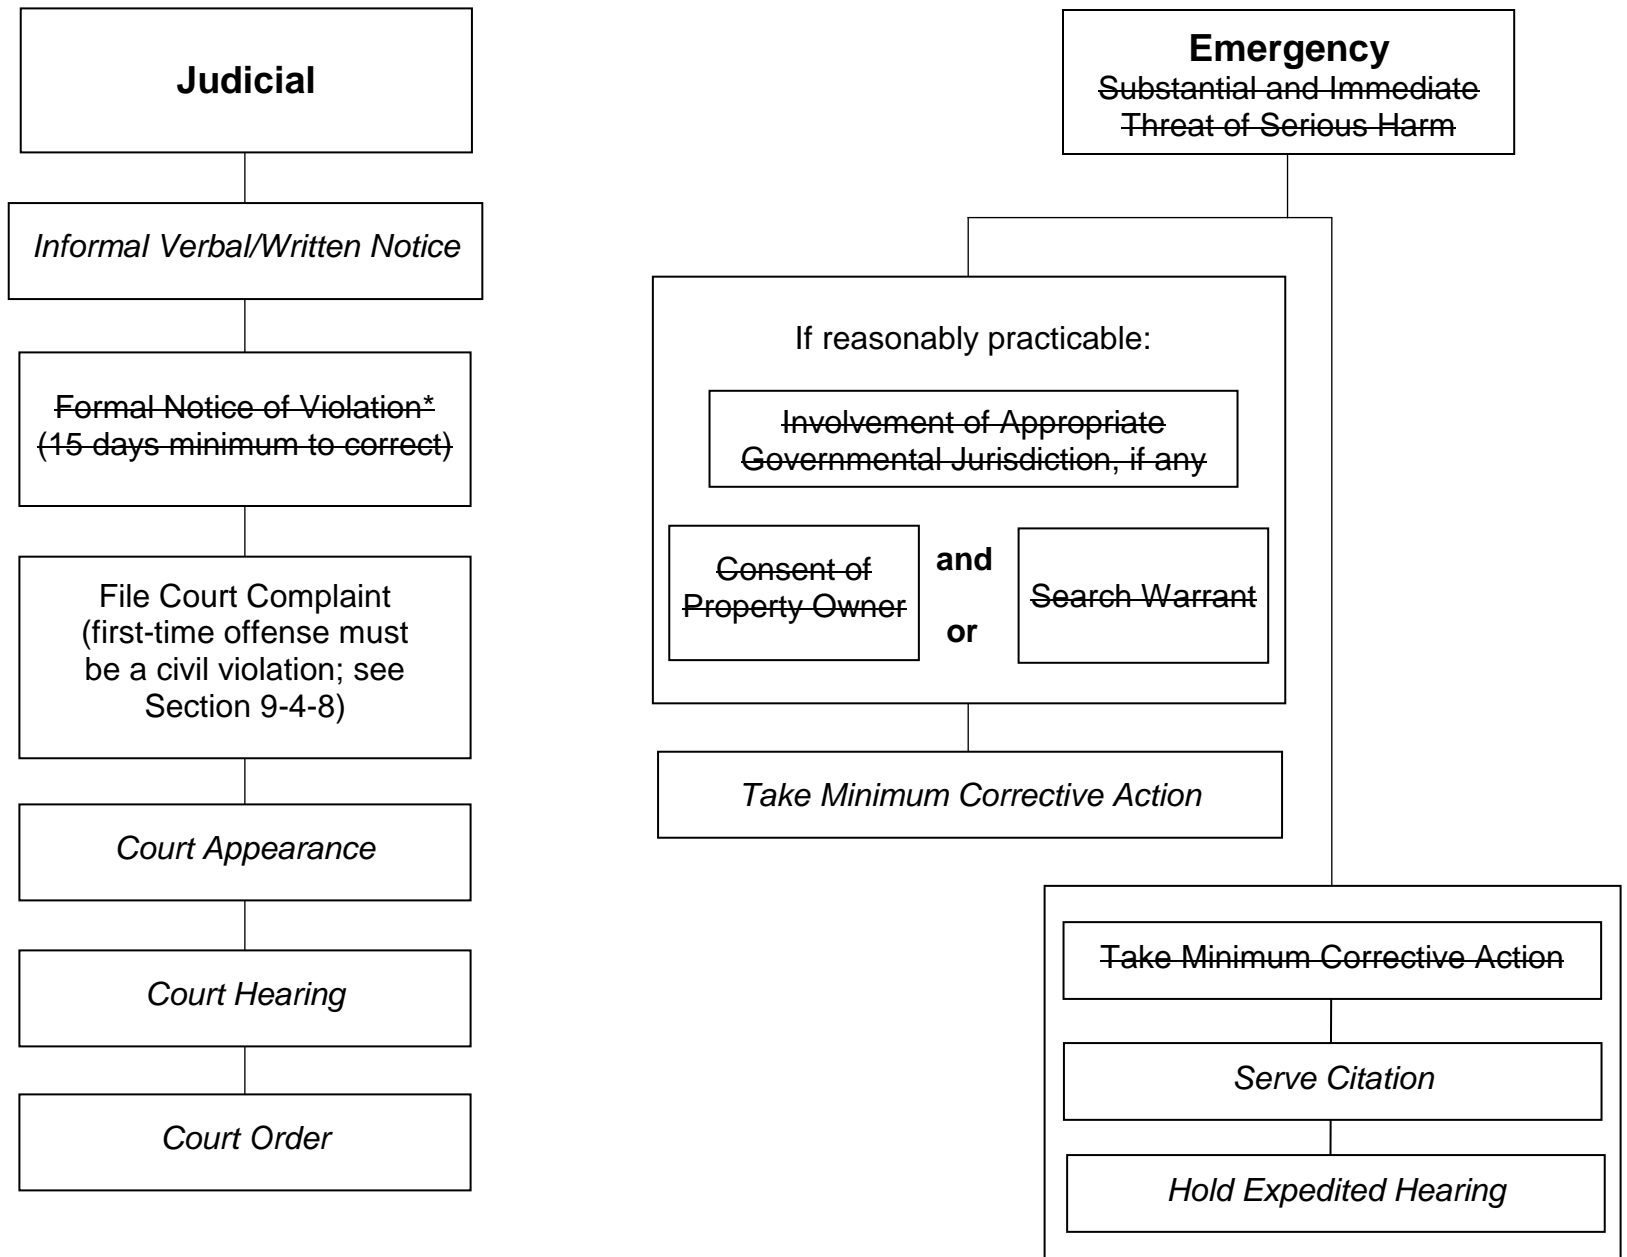 Judicial
Informal Verbal/Written Notice
Formal Notice of Violation*
(15 days minimum to correct)
File Court Complaint
(first-time offense must
be a civil violation; see
Section 9-4-8)
Court Appearance
Court Hearing
Court Order
Emergency
Substantial and Immediate
Threat of Serious Harm
If reasonably practicable:
Involvement of Appropriate
Governmental Jurisdiction, if any
Consent of
Property Owner
and
or
Search Warrant
Take Minimum Corrective Action
Take Minimum Corrective Action
Serve Citation
Hold Expedited Hearing